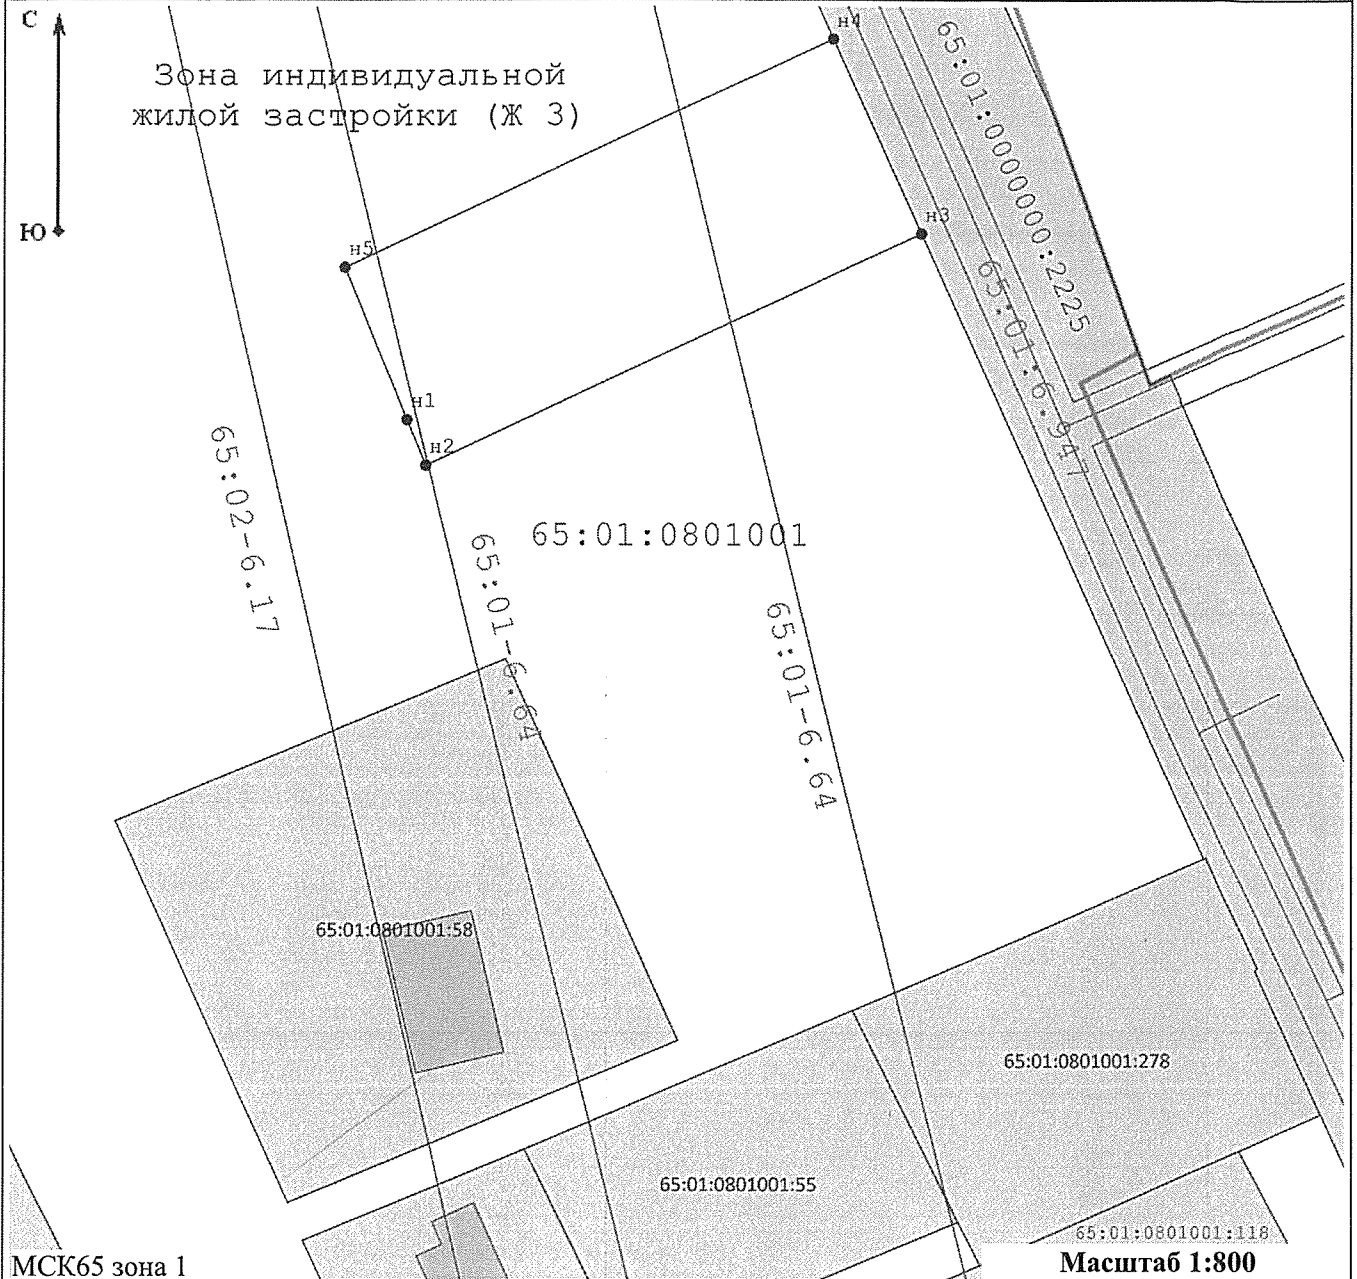 С
н4
Зона индивидуальной
жилой застройки (Ж 3)
65:01:0000000:2225
Ю
н3
н5
65:01-6.947
н1
н2
65:02-6.17
65:01:0801001
65:01-6.64
65:01-6.64
65:01:0801001:58
65:01:0801001:278
65:01:0801001:55
65:01:0801001:118
МСК65 зона 1
Масштаб 1:800